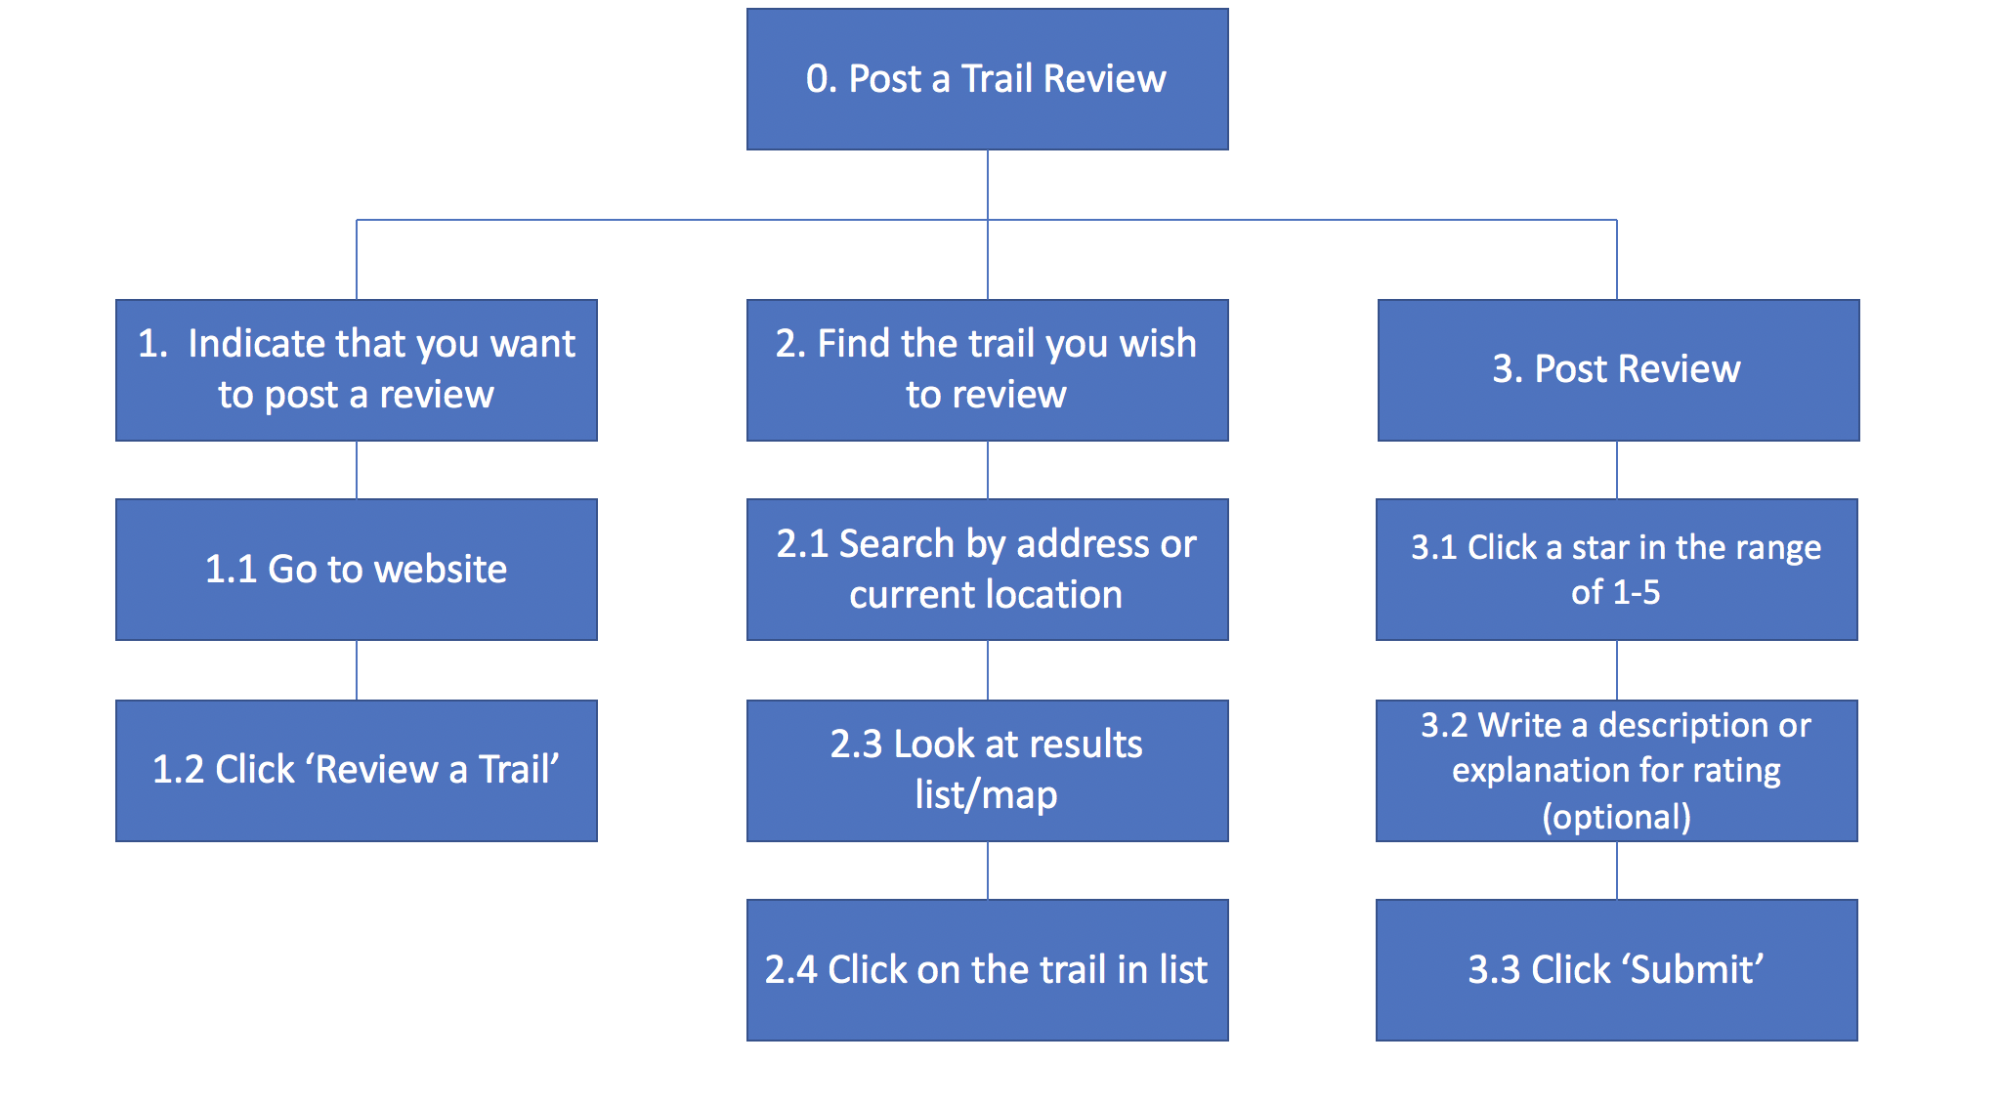 0. Post a Trail Review
1.  Indicate that you want
to post a review
2. Find the trail you wish
to review
3. Post Review
1.1 Go to website
2.1 Search by address or
current location
3.1 Click a star in the range
of 1-5
1.2 Click ‘Review a Trail’
2.3 Look at results
list/map
3.2 Write a description or
explanation for rating
(optional)
2.4 Click on the trail in list
3.3 Click ‘Submit’